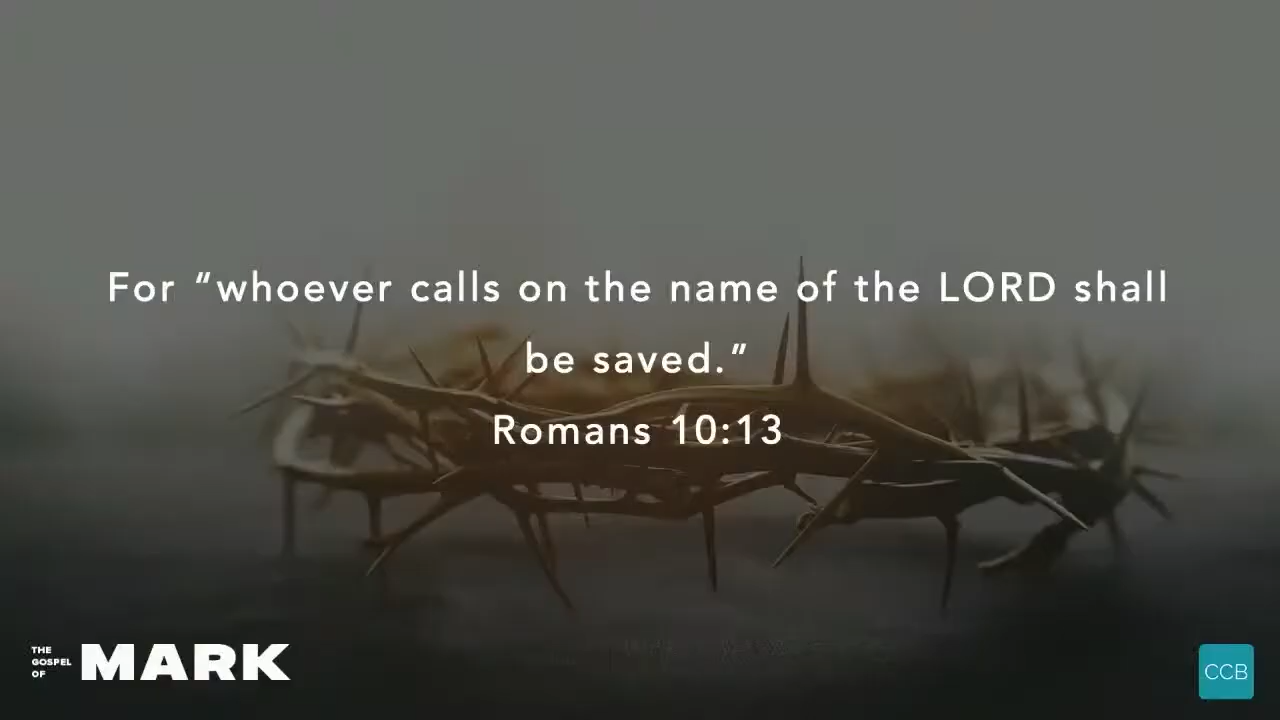 For “whoever calls on the name of the LORD shall
be saved.”
Romans 10:13
THE
GOSPEL
OF
MARK
CCB